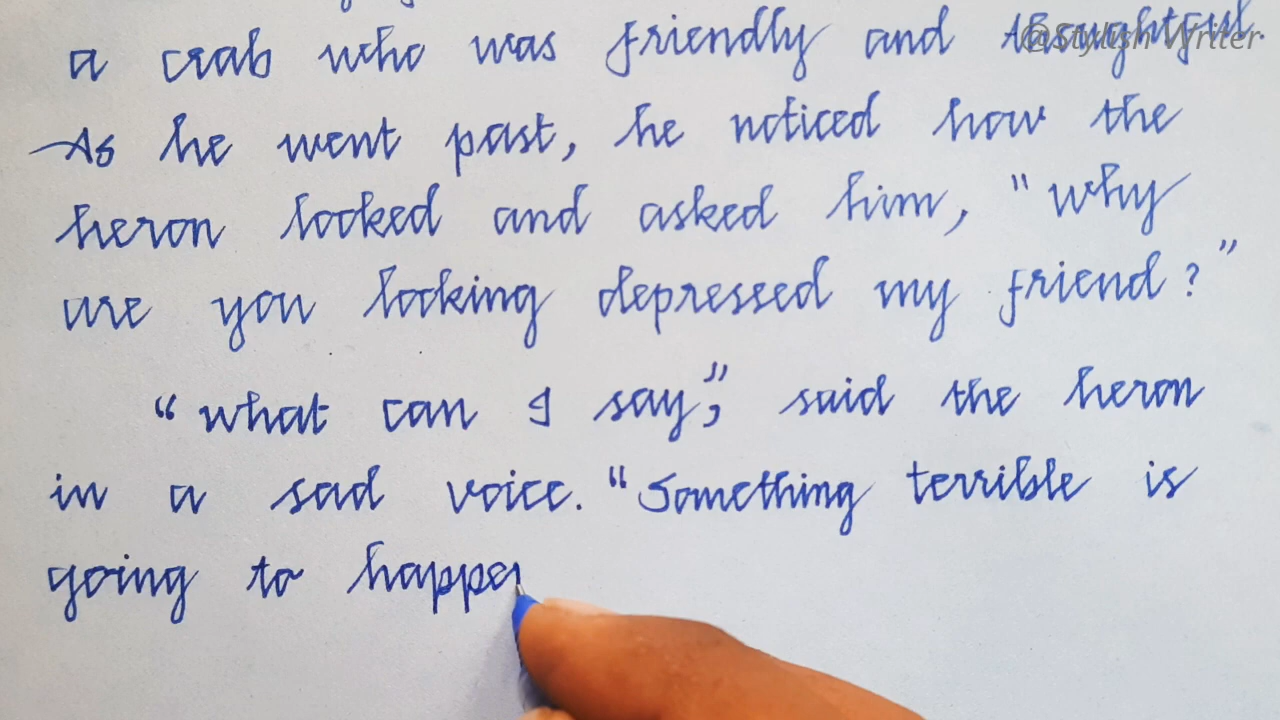 a crab who was friendly and thoughtful.
@Stylish Writer
As he went past, he noticed how the
heron looked and asked him, "why
are you looking depressed my friend?"
"what can I say", said the heron
in a sad voice. "Something terrible is
going to happen